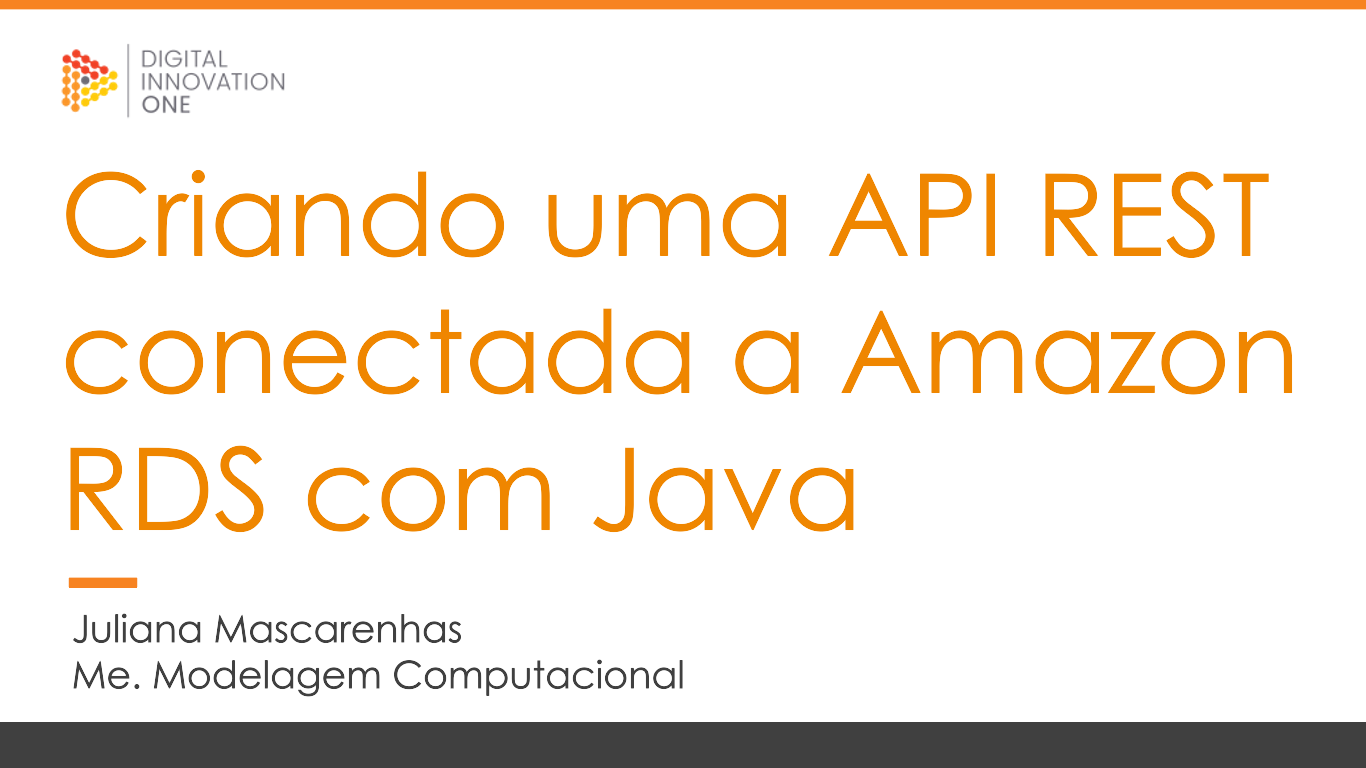 DIGITAL
INNOVATION
ONE
Criando uma API REST
conectada a Amazon
RDS com Java
Juliana Mascarenhas
Me. Modelagem Computacional